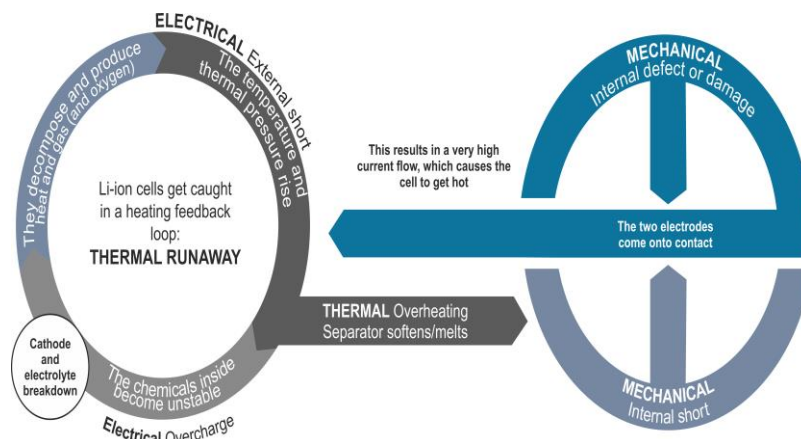 ELECTRICAL External short
The temperature and
thermal pressure rise
They decompose and produce
heat and gas (and oxygen)
Li-ion cells get caught
in a heating feedback
loop:
THERMAL RUNAWAY
Cathode
and
electrolyte
breakdown
The chemicals inside
become unstable
Electrical Overcharge
This results in a very high
current flow, which causes the
cell to get hot
THERMAL Overheating
Separator softens/melts
MECHANICAL
Internal defect or damage
The two electrodes
come onto contact
MECHANICAL
Internal short